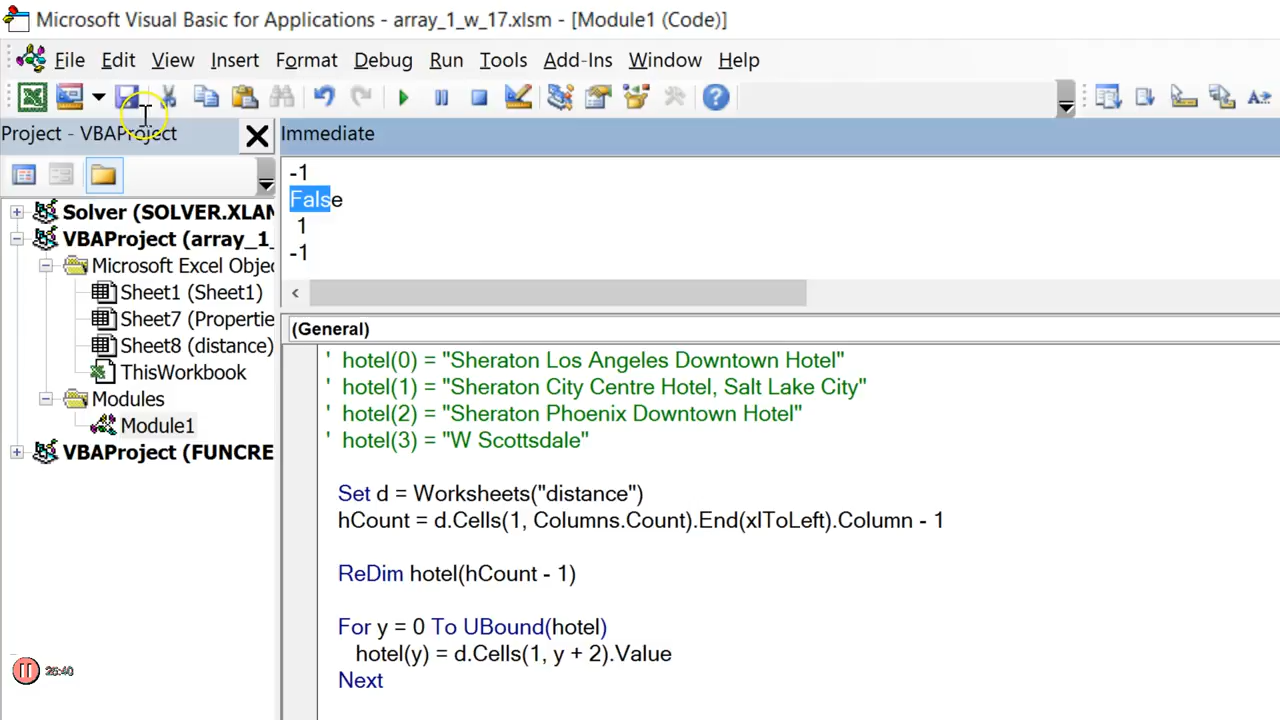 Microsoft Visual Basic for Applications - array_1_w_17.xlsm - [Module1 (Code)]
File Edit View Insert Format Debug Run Tools Add-Ins Window Help
Project - VBAProject
Immediate
-1
False
1
-1
Solver (SOLVER.XLAM
VBAProject (array_1_
Microsoft Excel Objec
Sheet1 (Sheet1)
Sheet7 (Propertie
Sheet8 (distance)
ThisWorkbook
Modules
Module1
VBAProject (FUNCRE
(General)
' hotel(0) = "Sheraton Los Angeles Downtown Hotel"
' hotel(1) = "Sheraton City Centre Hotel, Salt Lake City"
' hotel(2) = "Sheraton Phoenix Downtown Hotel"
' hotel(3) = "W Scottsdale"
Set d = Worksheets("distance")
hCount = d.Cells(1, Columns.Count).End(xlToLeft).Column - 1
ReDim hotel(hCount - 1)
For y = 0 To UBound(hotel)
hotel(y) = d.Cells(1, y + 2).Value
Next